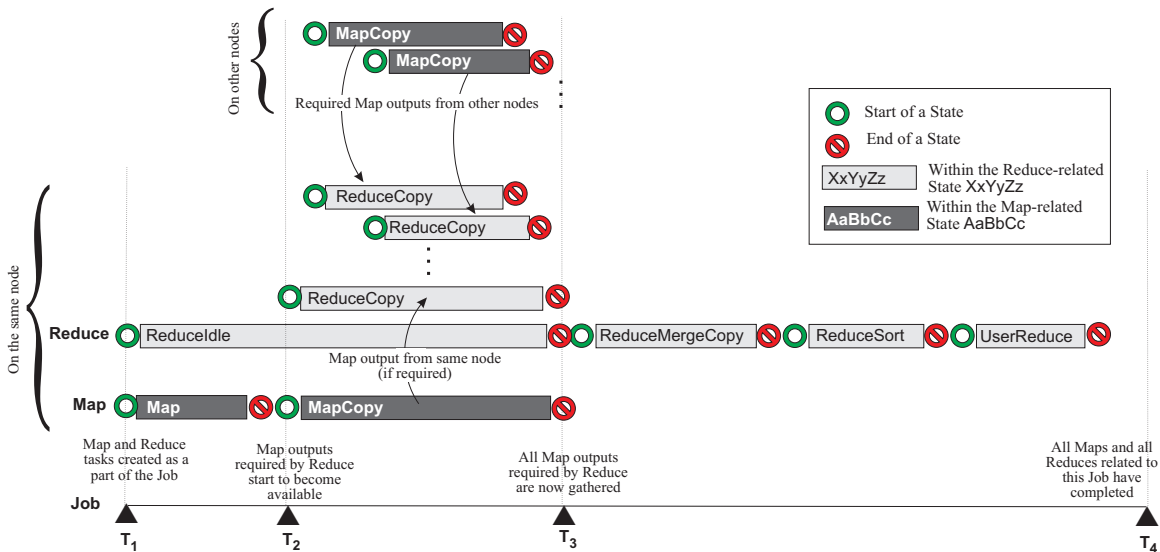 On other nodes
MapCopy
MapCopy
Required Map outputs from other nodes
Start of a State
End of a State
XxYyZz
Within the Reduce-related
State XxYyZz
AaBbCc
Within the Map-related
State AaBbCc
On the same node
ReduceCopy
ReduceCopy
ReduceCopy
Reduce
ReduceIdle
ReduceMergeCopy
ReduceSort
UserReduce
Map output from same node
(if required)
Map
Map
MapCopy
Map and Reduce
tasks created as a
part of the Job
Map outputs
required by Reduce
start to become
available
All Map outputs
required by Reduce
are now gathered
All Maps and all
Reduces related to
this Job have
completed
Job
T1
T2
T3
T4